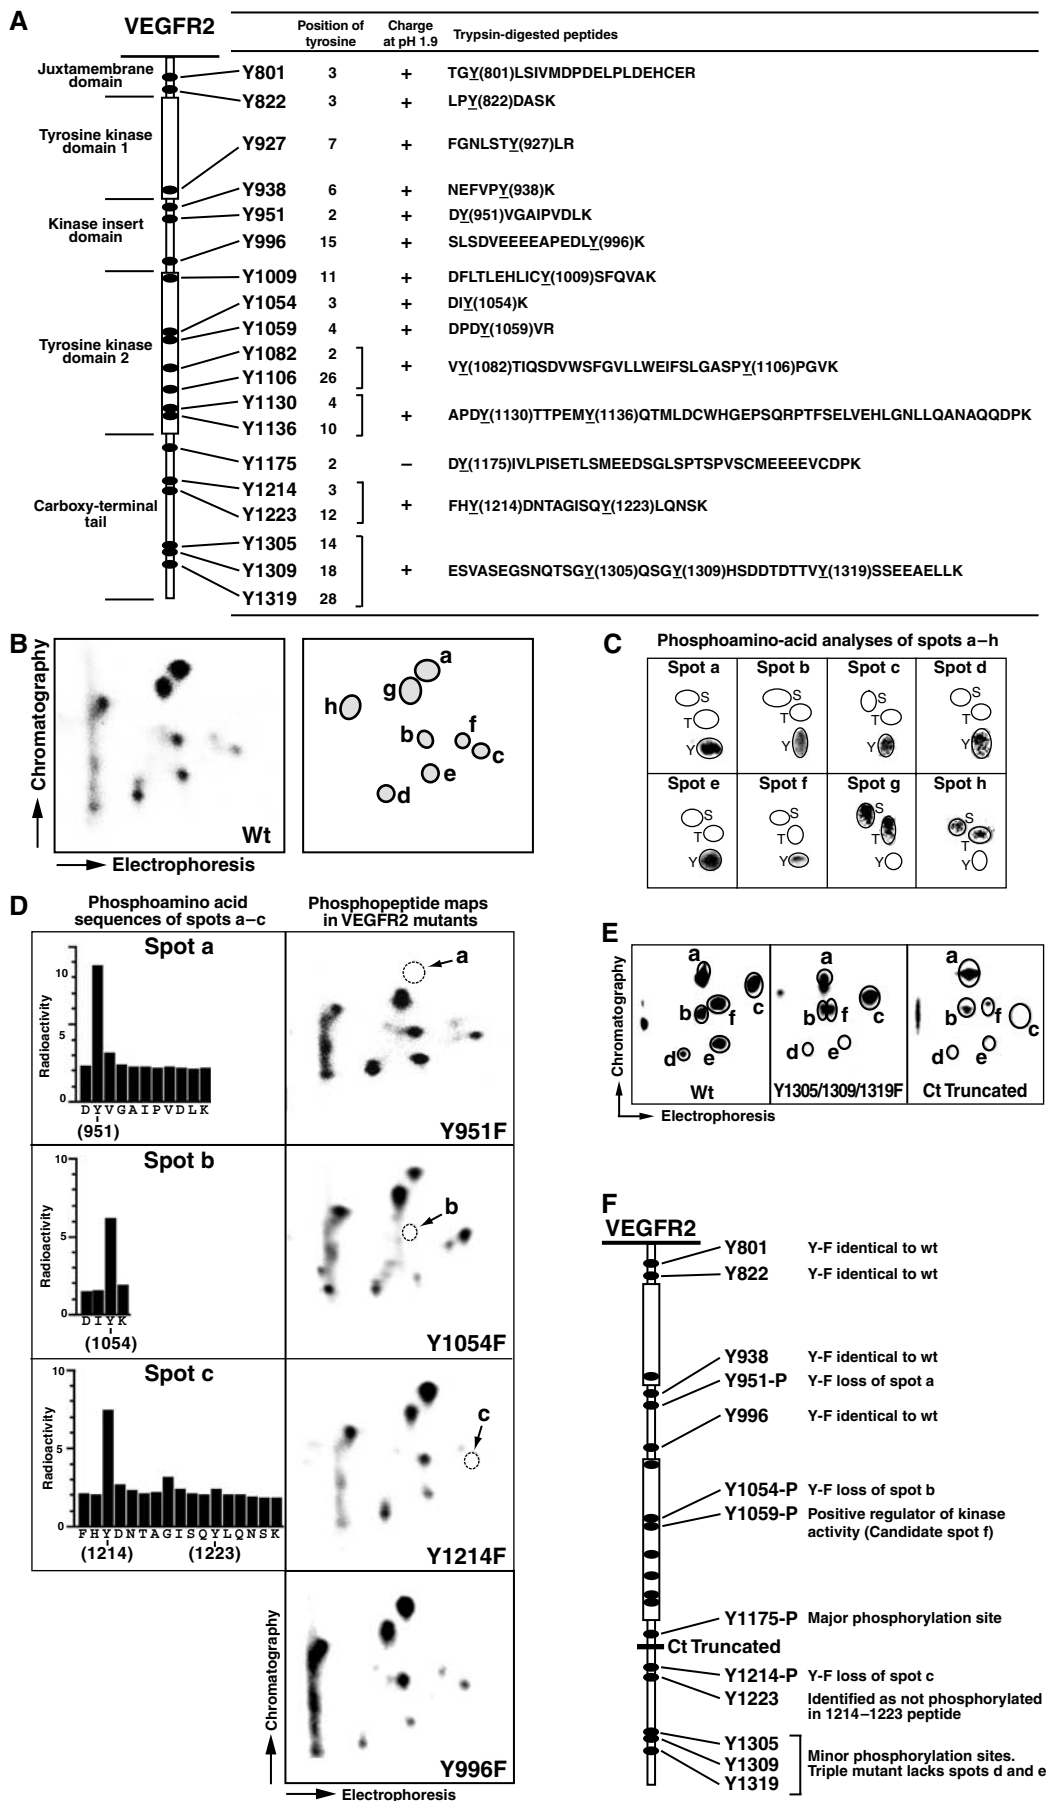 A
VEGFR2
Position of tyrosine
Charge at pH 1.9
Trypsin-digested peptides
Juxtamembrane domain
Y801 3 + TGY(801)LSIVMDPDELPLDEHCER
Y822 3 + LPY(822)DASK
Tyrosine kinase domain 1
Y927 7 + FGNLSTY(927)LR
Y938 6 + NEFVPY(938)K
Kinase insert domain
Y951 2 + DY(951)VGAIPVDLK
Y996 15 + SLSDVEEEEAPEDLY(996)K
Y1009 11 + DFLTLEHLICY(1009)SFQVAK
Y1054 3 + DIY(1054)K
Tyrosine kinase domain 2
Y1059 4 + DPDY(1059)VR
Y1082 2
+ VY(1082)TIQSDVWSFGVLLWEIFSLGASPY(1106)PGVK
Y1106 26
Y1130 4
+ APDY(1130)TTPEMY(1136)QTMLDCWHGEPSQRPTFSELVEHLGNLLQANAQQDPK
Y1136 10
Y1175 2 – DY(1175)IVLPISETLSMEEDSGLSPTSPVSCMEEEEVCDPK
Carboxy-terminal tail
Y1214 3
+ FHY(1214)DNTAGISQY(1223)LQNSK
Y1223 12
Y1305 14
Y1309 18 + ESVASEGSNQTSGY(1305)QSGY(1309)HSDDTDTTVY(1319)SSEEAELLK
Y1319 28
B
Chromatography
Wt
Electrophoresis
a
g
h
b
f
c
e
d
C
Phosphoamino-acid analyses of spots a–h
Spot a
Spot b
Spot c
Spot d
S
T
Y
S
T
Y
S
T
Y
S
T
Y
Spot e
Spot f
Spot g
Spot h
S
T
Y
S
T
Y
S
T
Y
S
T
Y
D
Phosphoamino acid
sequences of spots a–c
Phosphopeptide maps
in VEGFR2 mutants
Spot a
Radioactivity
10
5
0
D Y V G A I P V D L K
(951)
a
Y951F
Spot b
Radioactivity
10
5
0
D I Y K
(1054)
b
Y1054F
Spot c
Radioactivity
10
5
0
F H Y D N T A G I S Q Y L Q N S K
(1214) (1223)
c
Y1214F
Chromatography
Y996F
Electrophoresis
E
Chromatography
a
b
f
c
d
e
Wt
a
b
f
c
d
e
Y1305/1309/1319F
a
b
f
c
d
e
Ct Truncated
Electrophoresis
F
VEGFR2
Y801 Y-F identical to wt
Y822 Y-F identical to wt
Y938 Y-F identical to wt
Y951-P Y-F loss of spot a
Y996 Y-F identical to wt
Y1054-P Y-F loss of spot b
Y1059-P Positive regulator of kinase
activity (Candidate spot f)
Y1175-P Major phosphorylation site
Ct Truncated
Y1214-P Y-F loss of spot c
Y1223 Identified as not phosphorylated
in 1214–1223 peptide
Y1305
Y1309
Y1319
Minor phosphorylation sites.
Triple mutant lacks spots d and e